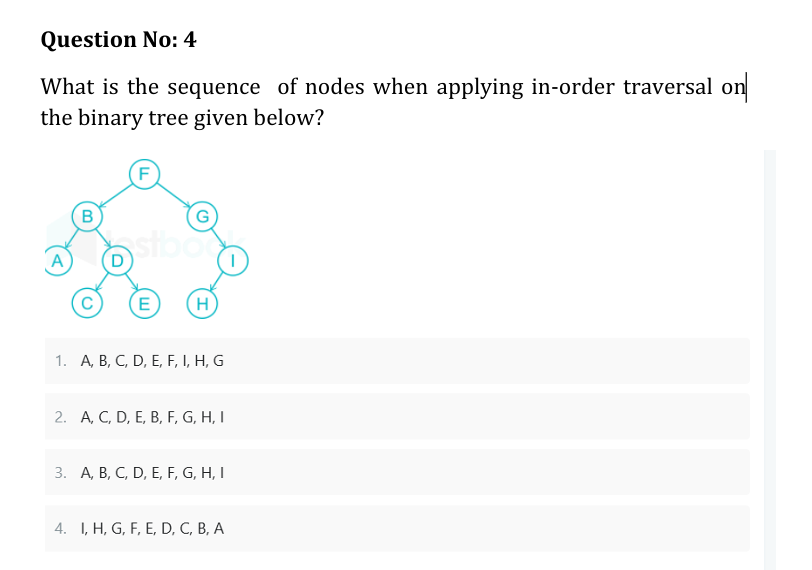 Question No: 4
What is the sequence of nodes when applying in-order traversal on
the binary tree given below?
F
B G
A D I
C E H
testbook
1. A, B, C, D, E, F, I, H, G
2. A, C, D, E, B, F, G, H, I
3. A, B, C, D, E, F, G, H, I
4. I, H, G, F, E, D, C, B, A